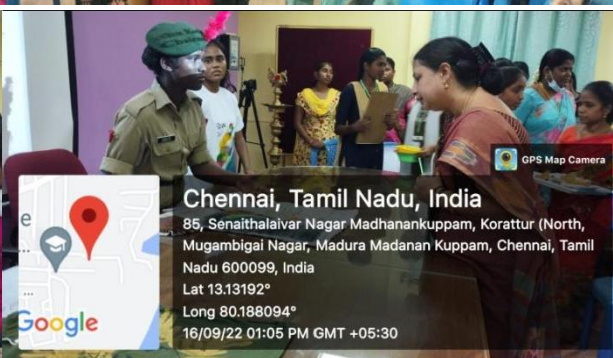 GPS Map Camera
Chennai, Tamil Nadu, India
85, Senaithalaivar Nagar Madhanankuppam, Korattur (North,
Mugambigai Nagar, Madura Madanan Kuppam, Chennai, Tamil
Nadu 600099, India
Lat 13.13192°
Long 80.188094°
16/09/22 01:05 PM GMT +05:30
Google